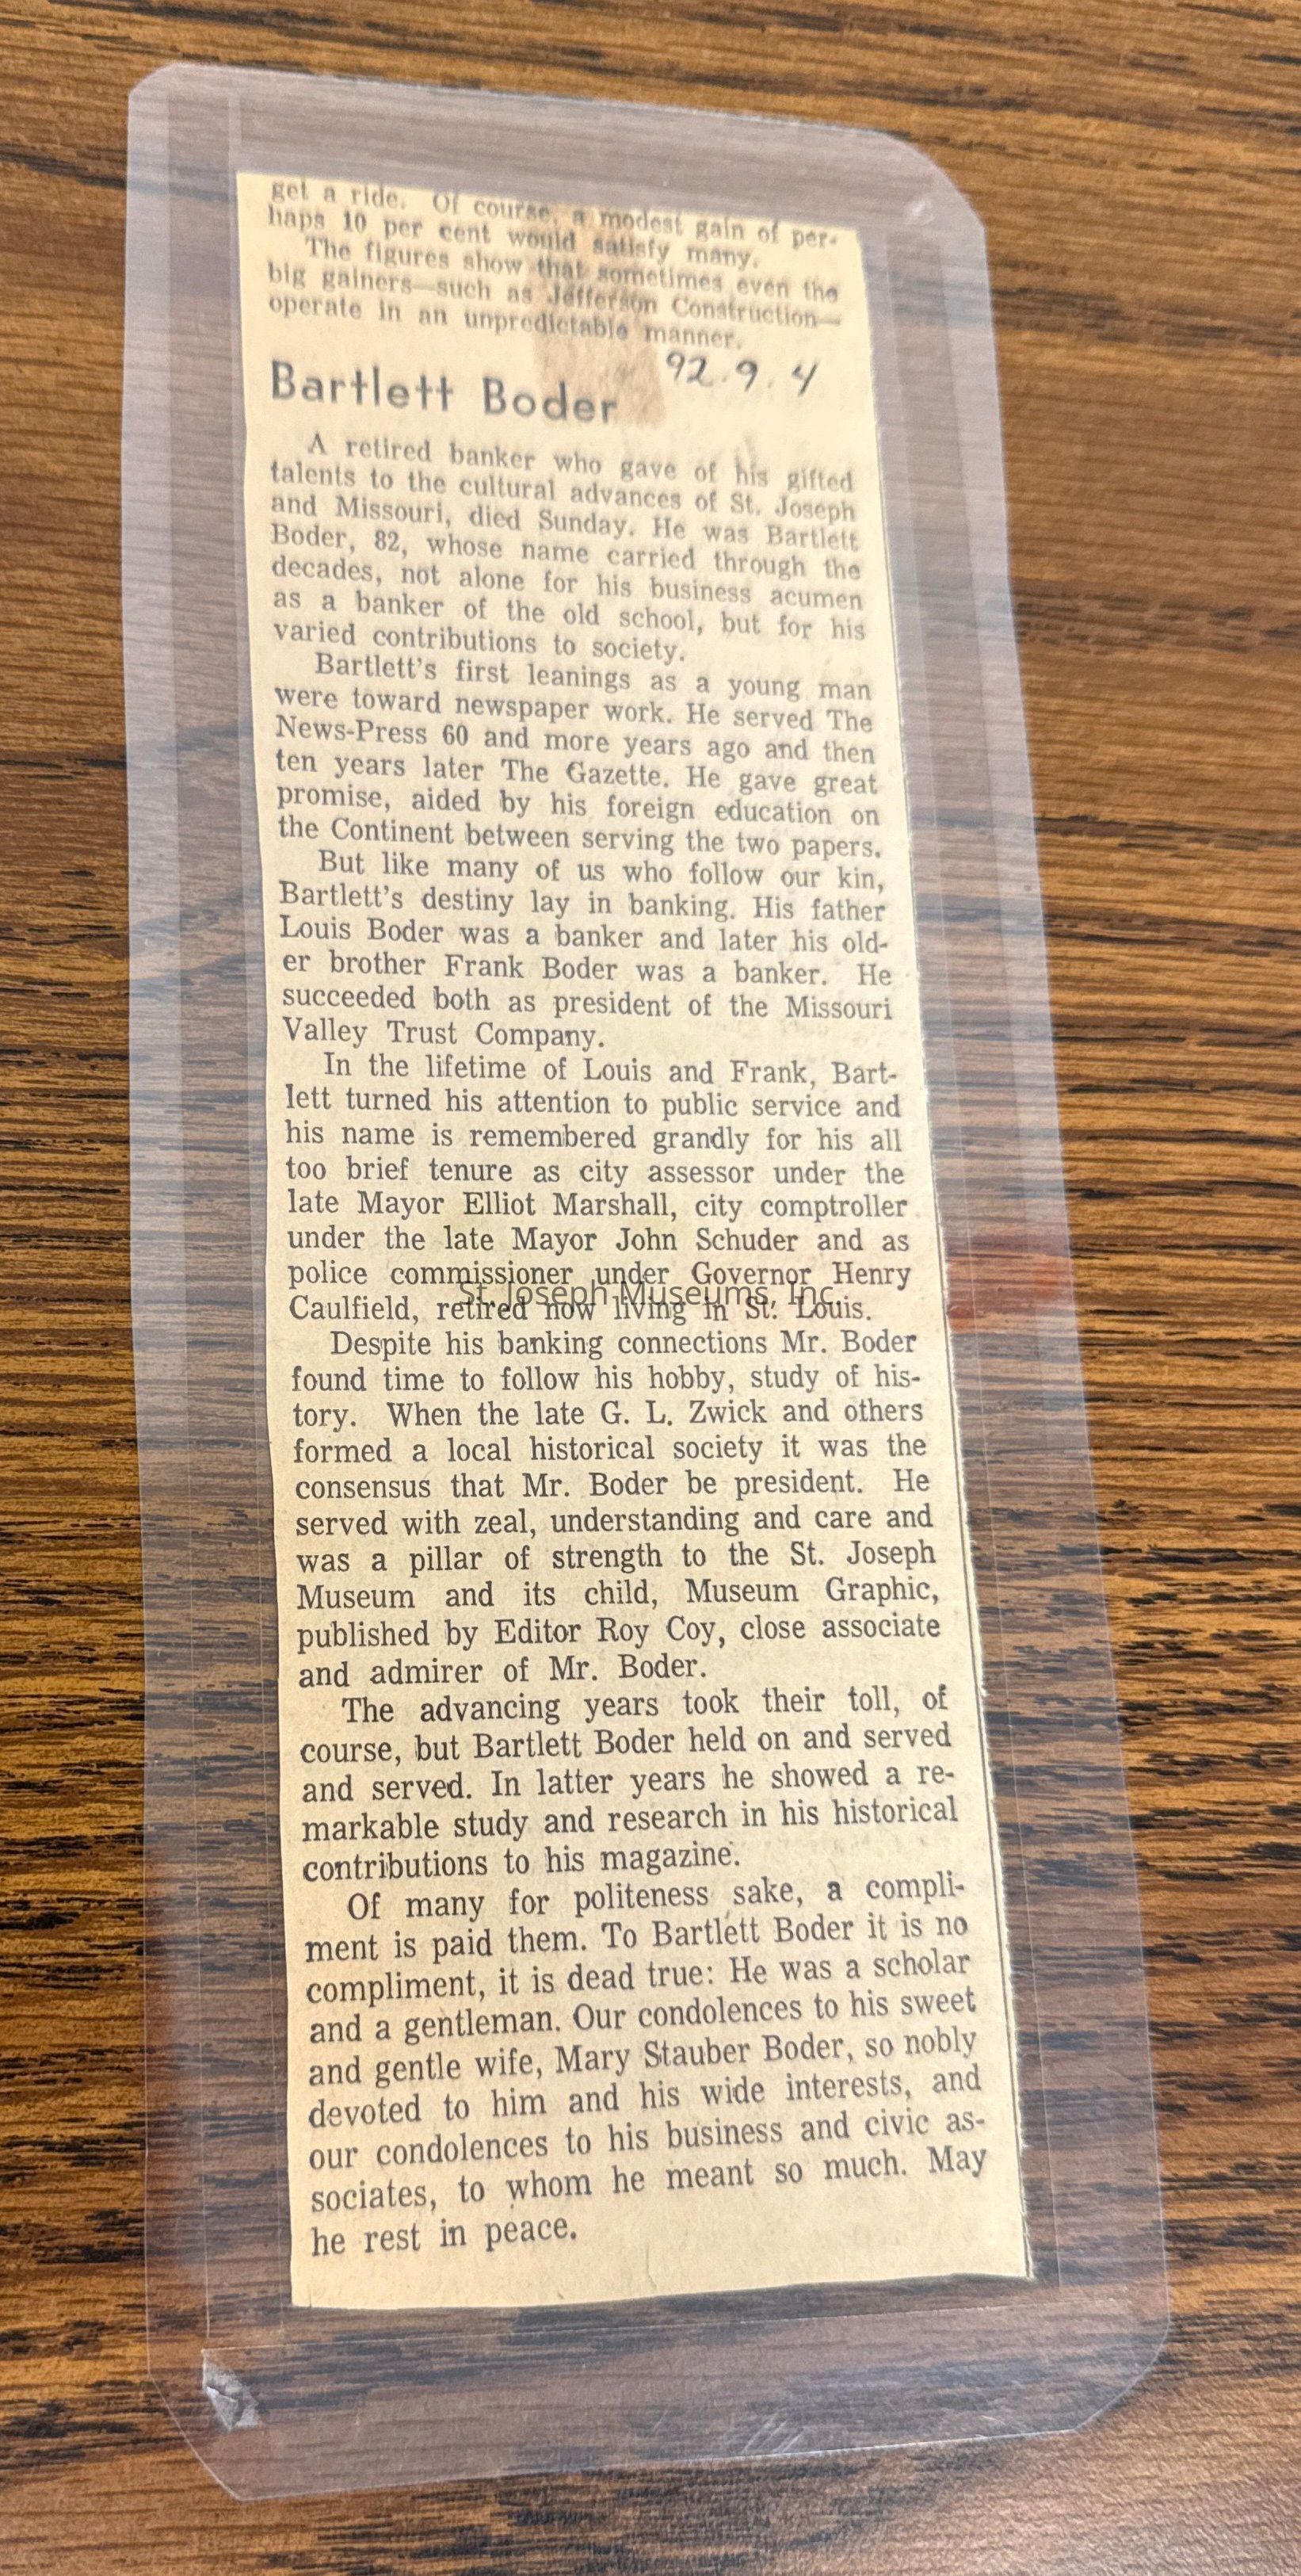 get a ride. Of course, a modest gain of per-
haps 10 per cent would satisfy many.
The figures show that sometimes even the
big gainers—such as Jefferson Construction—
operate in an unpredictable manner.
Bartlett Boder
92.9.4
A retired banker who gave of his gifted
talents to the cultural advances of St. Joseph
and Missouri, died Sunday. He was Bartlett
Boder, 82, whose name carried through the
decades, not alone for his business acumen
as a banker of the old school, but for his
varied contributions to society.
Bartlett's first leanings as a young man
were toward newspaper work. He served The
News-Press 60 and more years ago and then
ten years later The Gazette. He gave great
promise, aided by his foreign education on
the Continent between serving the two papers.
But like many of us who follow our kin,
Bartlett's destiny lay in banking. His father
Louis Boder was a banker and later his old-
er brother Frank Boder was a banker. He
succeeded both as president of the Missouri
Valley Trust Company.
In the lifetime of Louis and Frank, Bart-
lett turned his attention to public service and
his name is remembered grandly for his all
too brief tenure as city assessor under the
late Mayor Elliot Marshall, city comptroller
under the late Mayor John Schuder and as
police commissioner under Governor Henry
St. Joseph Museums, Inc.
Caulfield, retired now living in St. Louis.
Despite his banking connections Mr. Boder
found time to follow his hobby, study of his-
tory. When the late G. L. Zwick and others
formed a local historical society it was the
consensus that Mr. Boder be president. He
served with zeal, understanding and care and
was a pillar of strength to the St. Joseph
Museum and its child, Museum Graphic,
published by Editor Roy Coy, close associate
and admirer of Mr. Boder.
The advancing years took their toll, of
course, but Bartlett Boder held on and served
and served. In latter years he showed a re-
markable study and research in his historical
contributions to his magazine.
Of many for politeness sake, a compli-
ment is paid them. To Bartlett Boder it is no
compliment, it is dead true: He was a scholar
and a gentleman. Our condolences to his sweet
and gentle wife, Mary Stauber Boder, so nobly
devoted to him and his wide interests, and
our condolences to his business and civic as-
sociates, to whom he meant so much. May
he rest in peace.